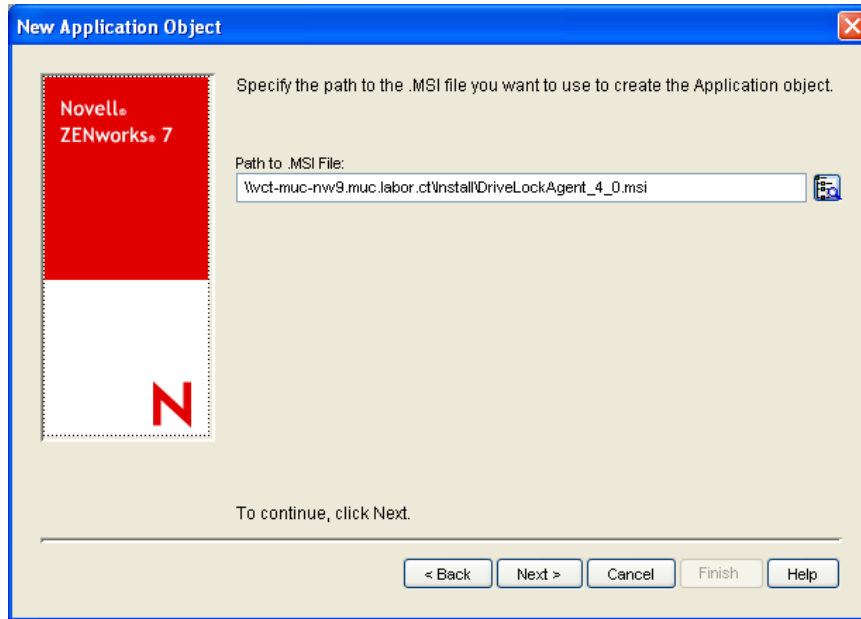 New Application Object
Novell®
ZENworks® 7
Specify the path to the .MSI file you want to use to create the Application object.
Path to .MSI File:
\\vct-muc-nw9.muc.labor.ct\Install\DriveLockAgent_4_0.msi
N
To continue, click Next.
< Back Next > Cancel Finish Help